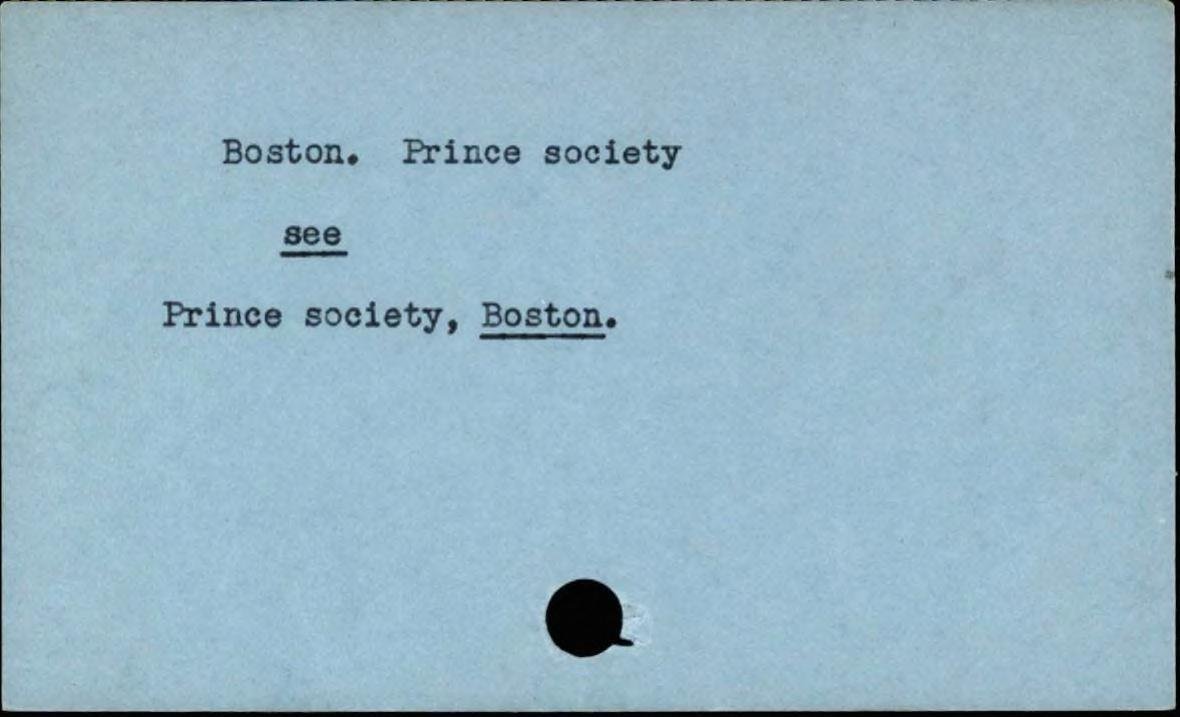 Boston. Prince society
see
Prince society, Boston.